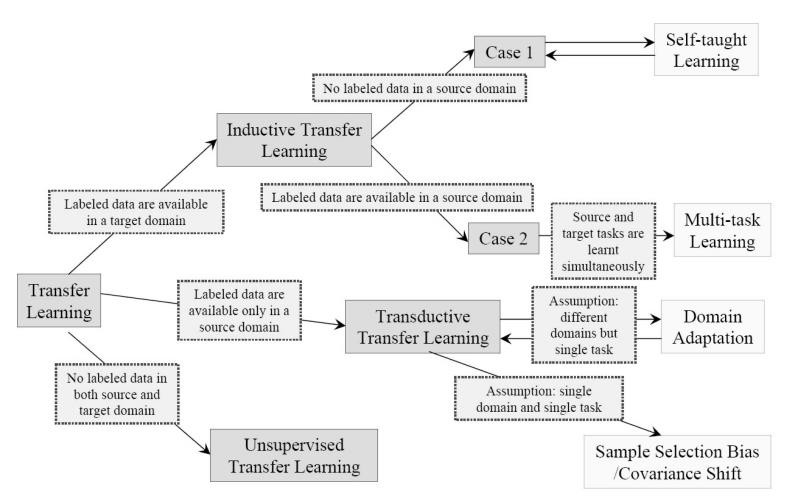 Case 1
Self-taught
Learning
No labeled data in a source domain
Inductive Transfer
Learning
Labeled data are available
in a target domain
Labeled data are available in a source domain
Case 2
Source and
target tasks are
learnt
simultaneously
Multi-task
Learning
Transfer
Learning
Labeled data are
available only in a
source domain
Transductive
Transfer Learning
Assumption:
different
domains but
single task
Domain
Adaptation
No labeled data in
both source and
target domain
Assumption: single
domain and single task
Unsupervised
Transfer Learning
Sample Selection Bias
/Covariance Shift